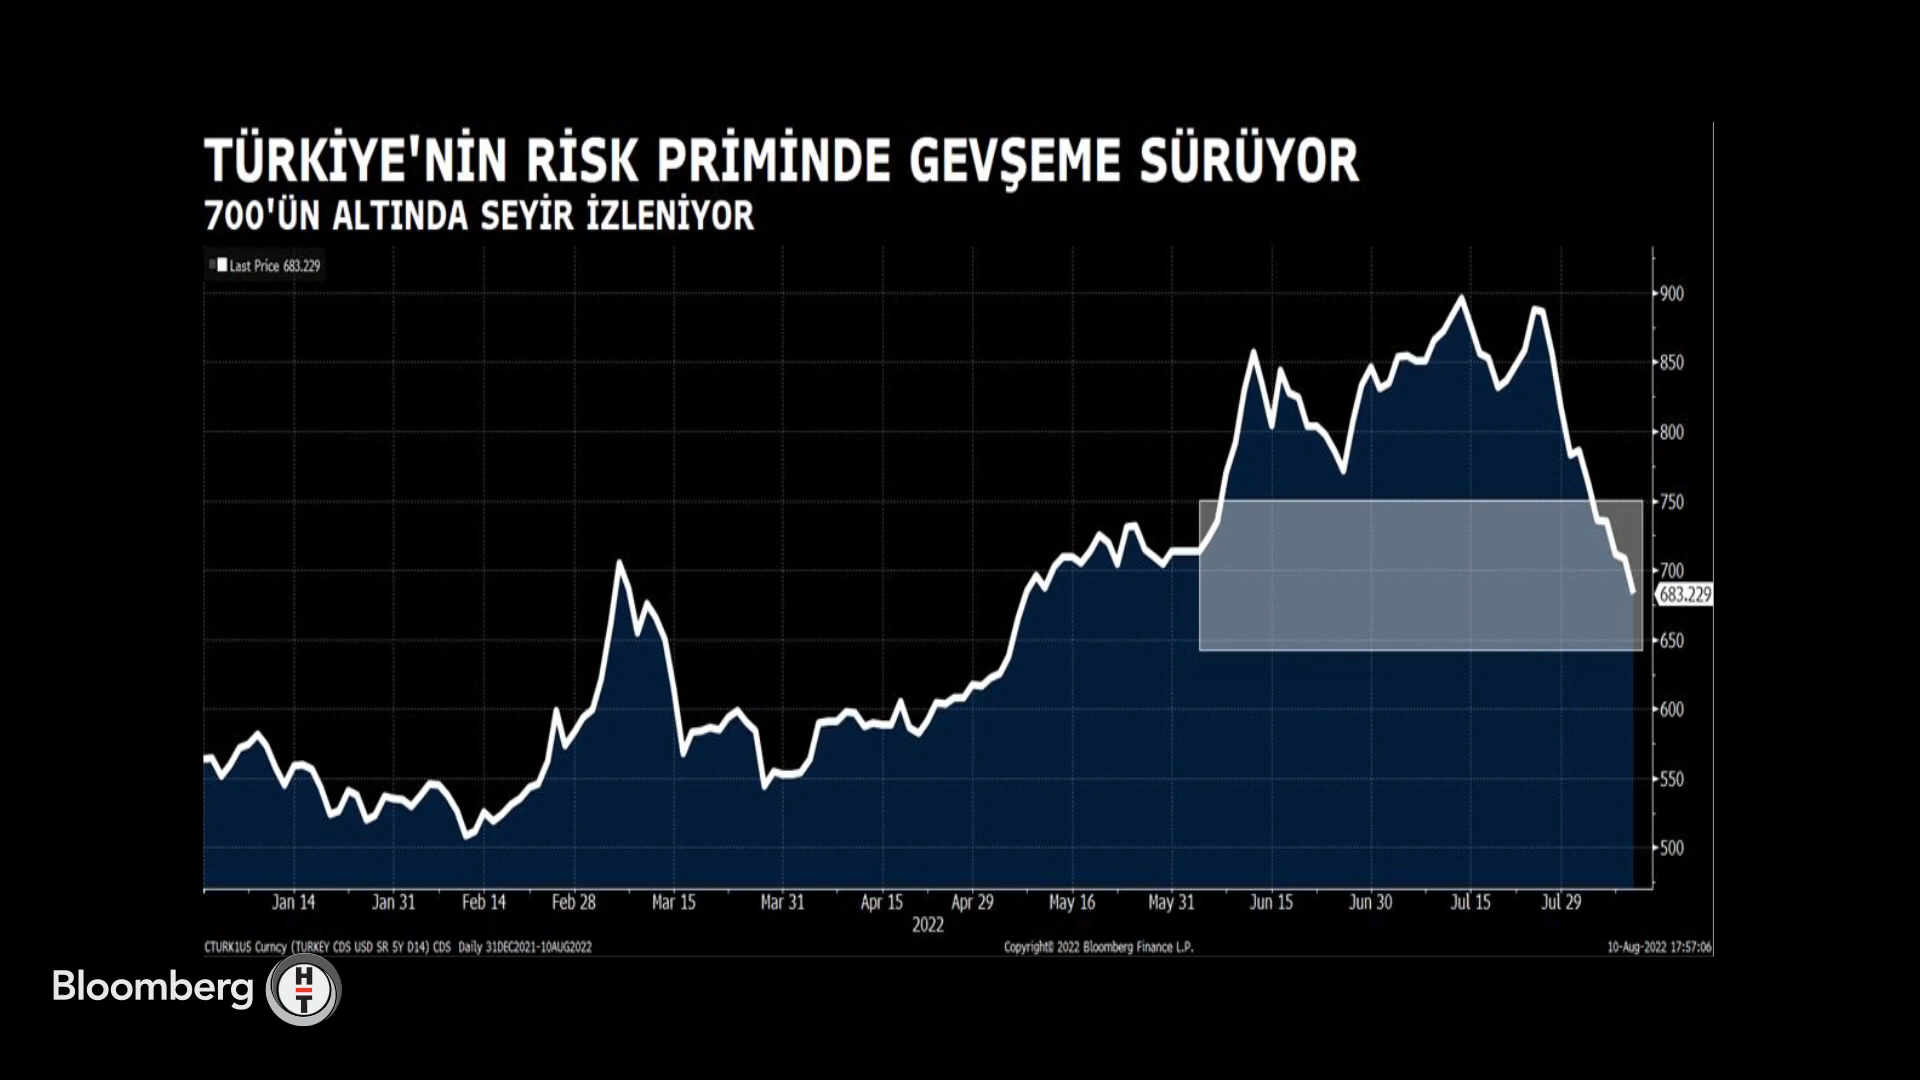 TÜRKİYE'NİN RİSK PRİMİNDE GEVŞEME SÜRÜYOR
700'ÜN ALTINDA SEYİR İZLENİYOR
Last Price 683.229
900
850
800
750
700
683.229
650
600
550
500
Jan 14 Jan 31 Feb 14 Feb 28 Mar 15 Mar 31 Apr 15 Apr 29 May 16 May 31 Jun 15 Jun 30 Jul 15 Jul 29
2022
CTURK1U5 Curncy (TURKEY CDS USD SR 5Y D14) CDS Daily 31DEC2021-10AUG2022 Copyright© 2022 Bloomberg Finance L.P. 10-Aug-2022 17:57:06
Bloomberg HT